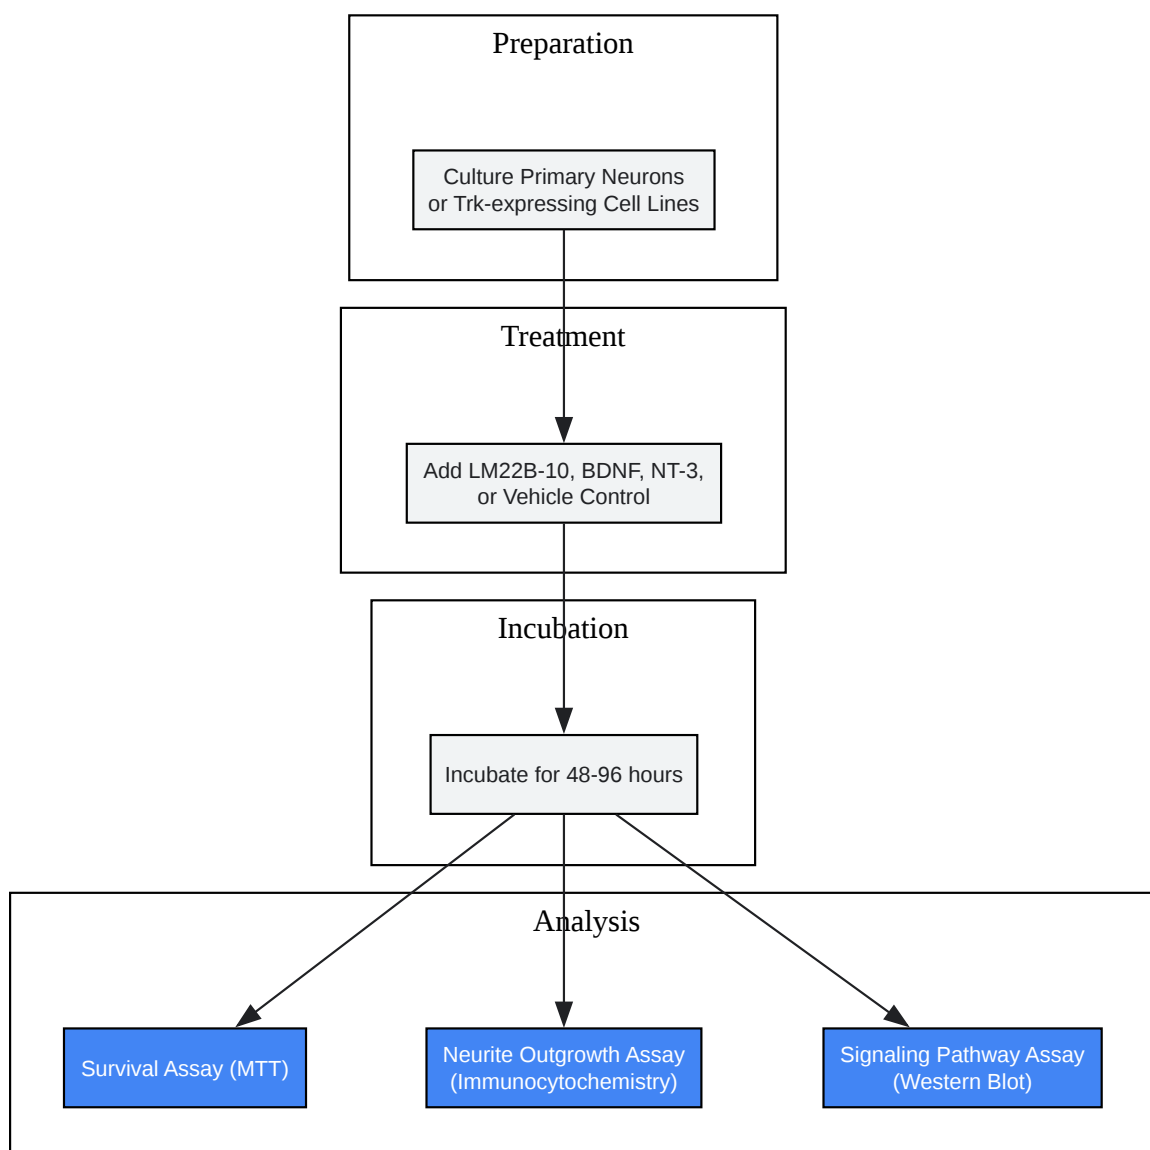 Preparation
Culture Primary Neurons
or Trk-expressing Cell Lines
Treatment
Add LM22B-10, BDNF, NT-3,
or Vehicle Control
Incubation
Incubate for 48-96 hours
Analysis
Survival Assay (MTT)
Neurite Outgrowth Assay
(Immunocytochemistry)
Signaling Pathway Assay
(Western Blot)